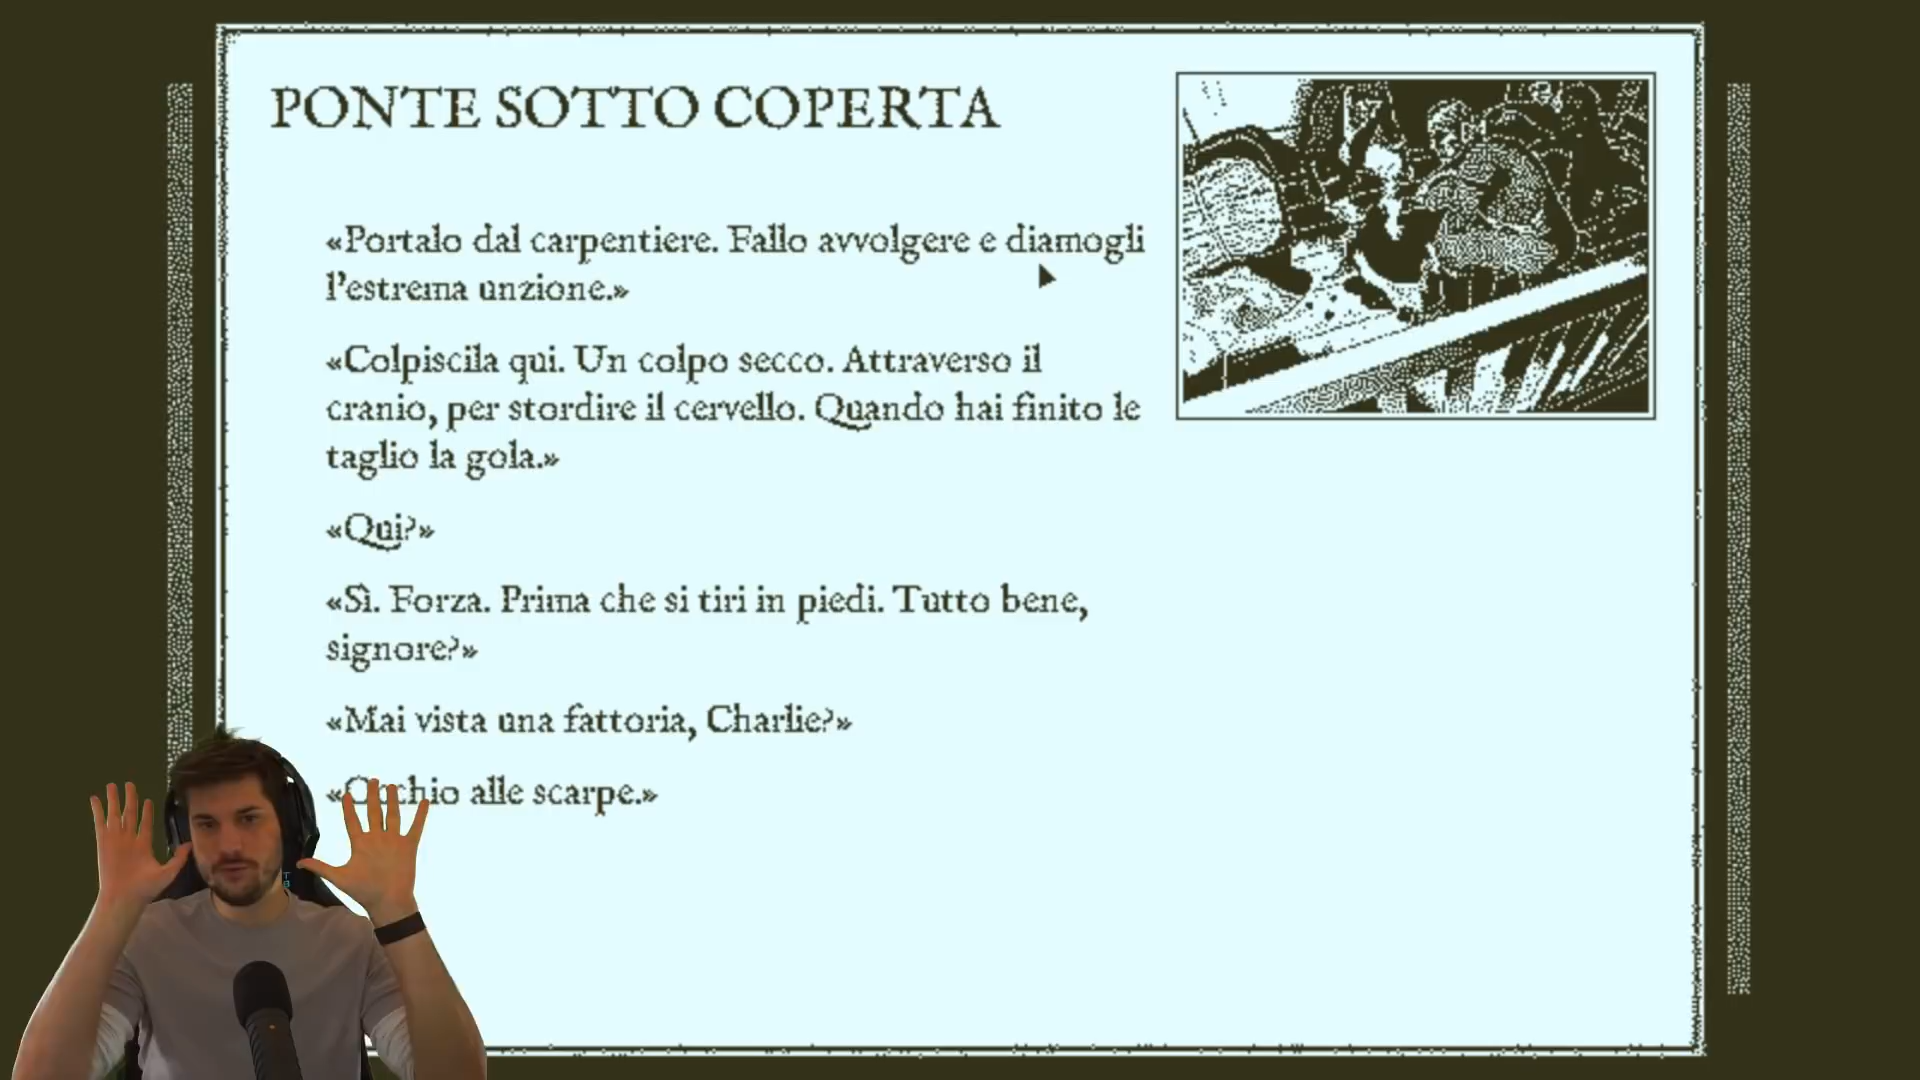 PONTE SOTTO COPERTA
«Portalo dal carpentiere. Fallo avvolgere e diamogli
l'estrema unzione.»
«Colpiscila qui. Un colpo secco. Attraverso il
cranio, per stordire il cervello. Quando hai finito le
taglio la gola.»
«Qui?»
«Sì. Forza. Prima che si tiri in piedi. Tutto bene,
signore?»
«Mai vista una fattoria, Charlie?»
«Occhio alle scarpe.»